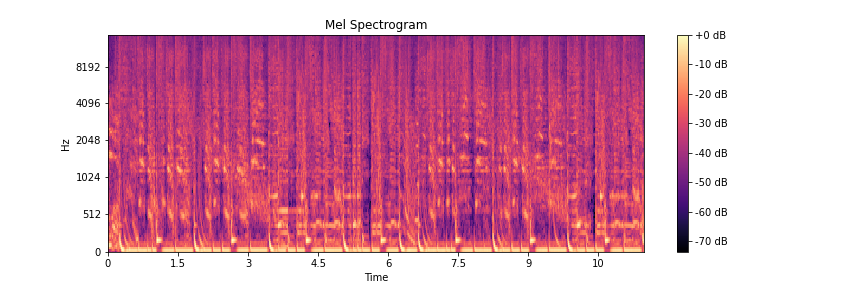 Mel Spectrogram
+0 dB
-10 dB
-20 dB
-30 dB
-40 dB
-50 dB
-60 dB
-70 dB
Hz
8192
4096
2048
1024
512
0
0 1.5 3 4.5 6 7.5 9 10
Time